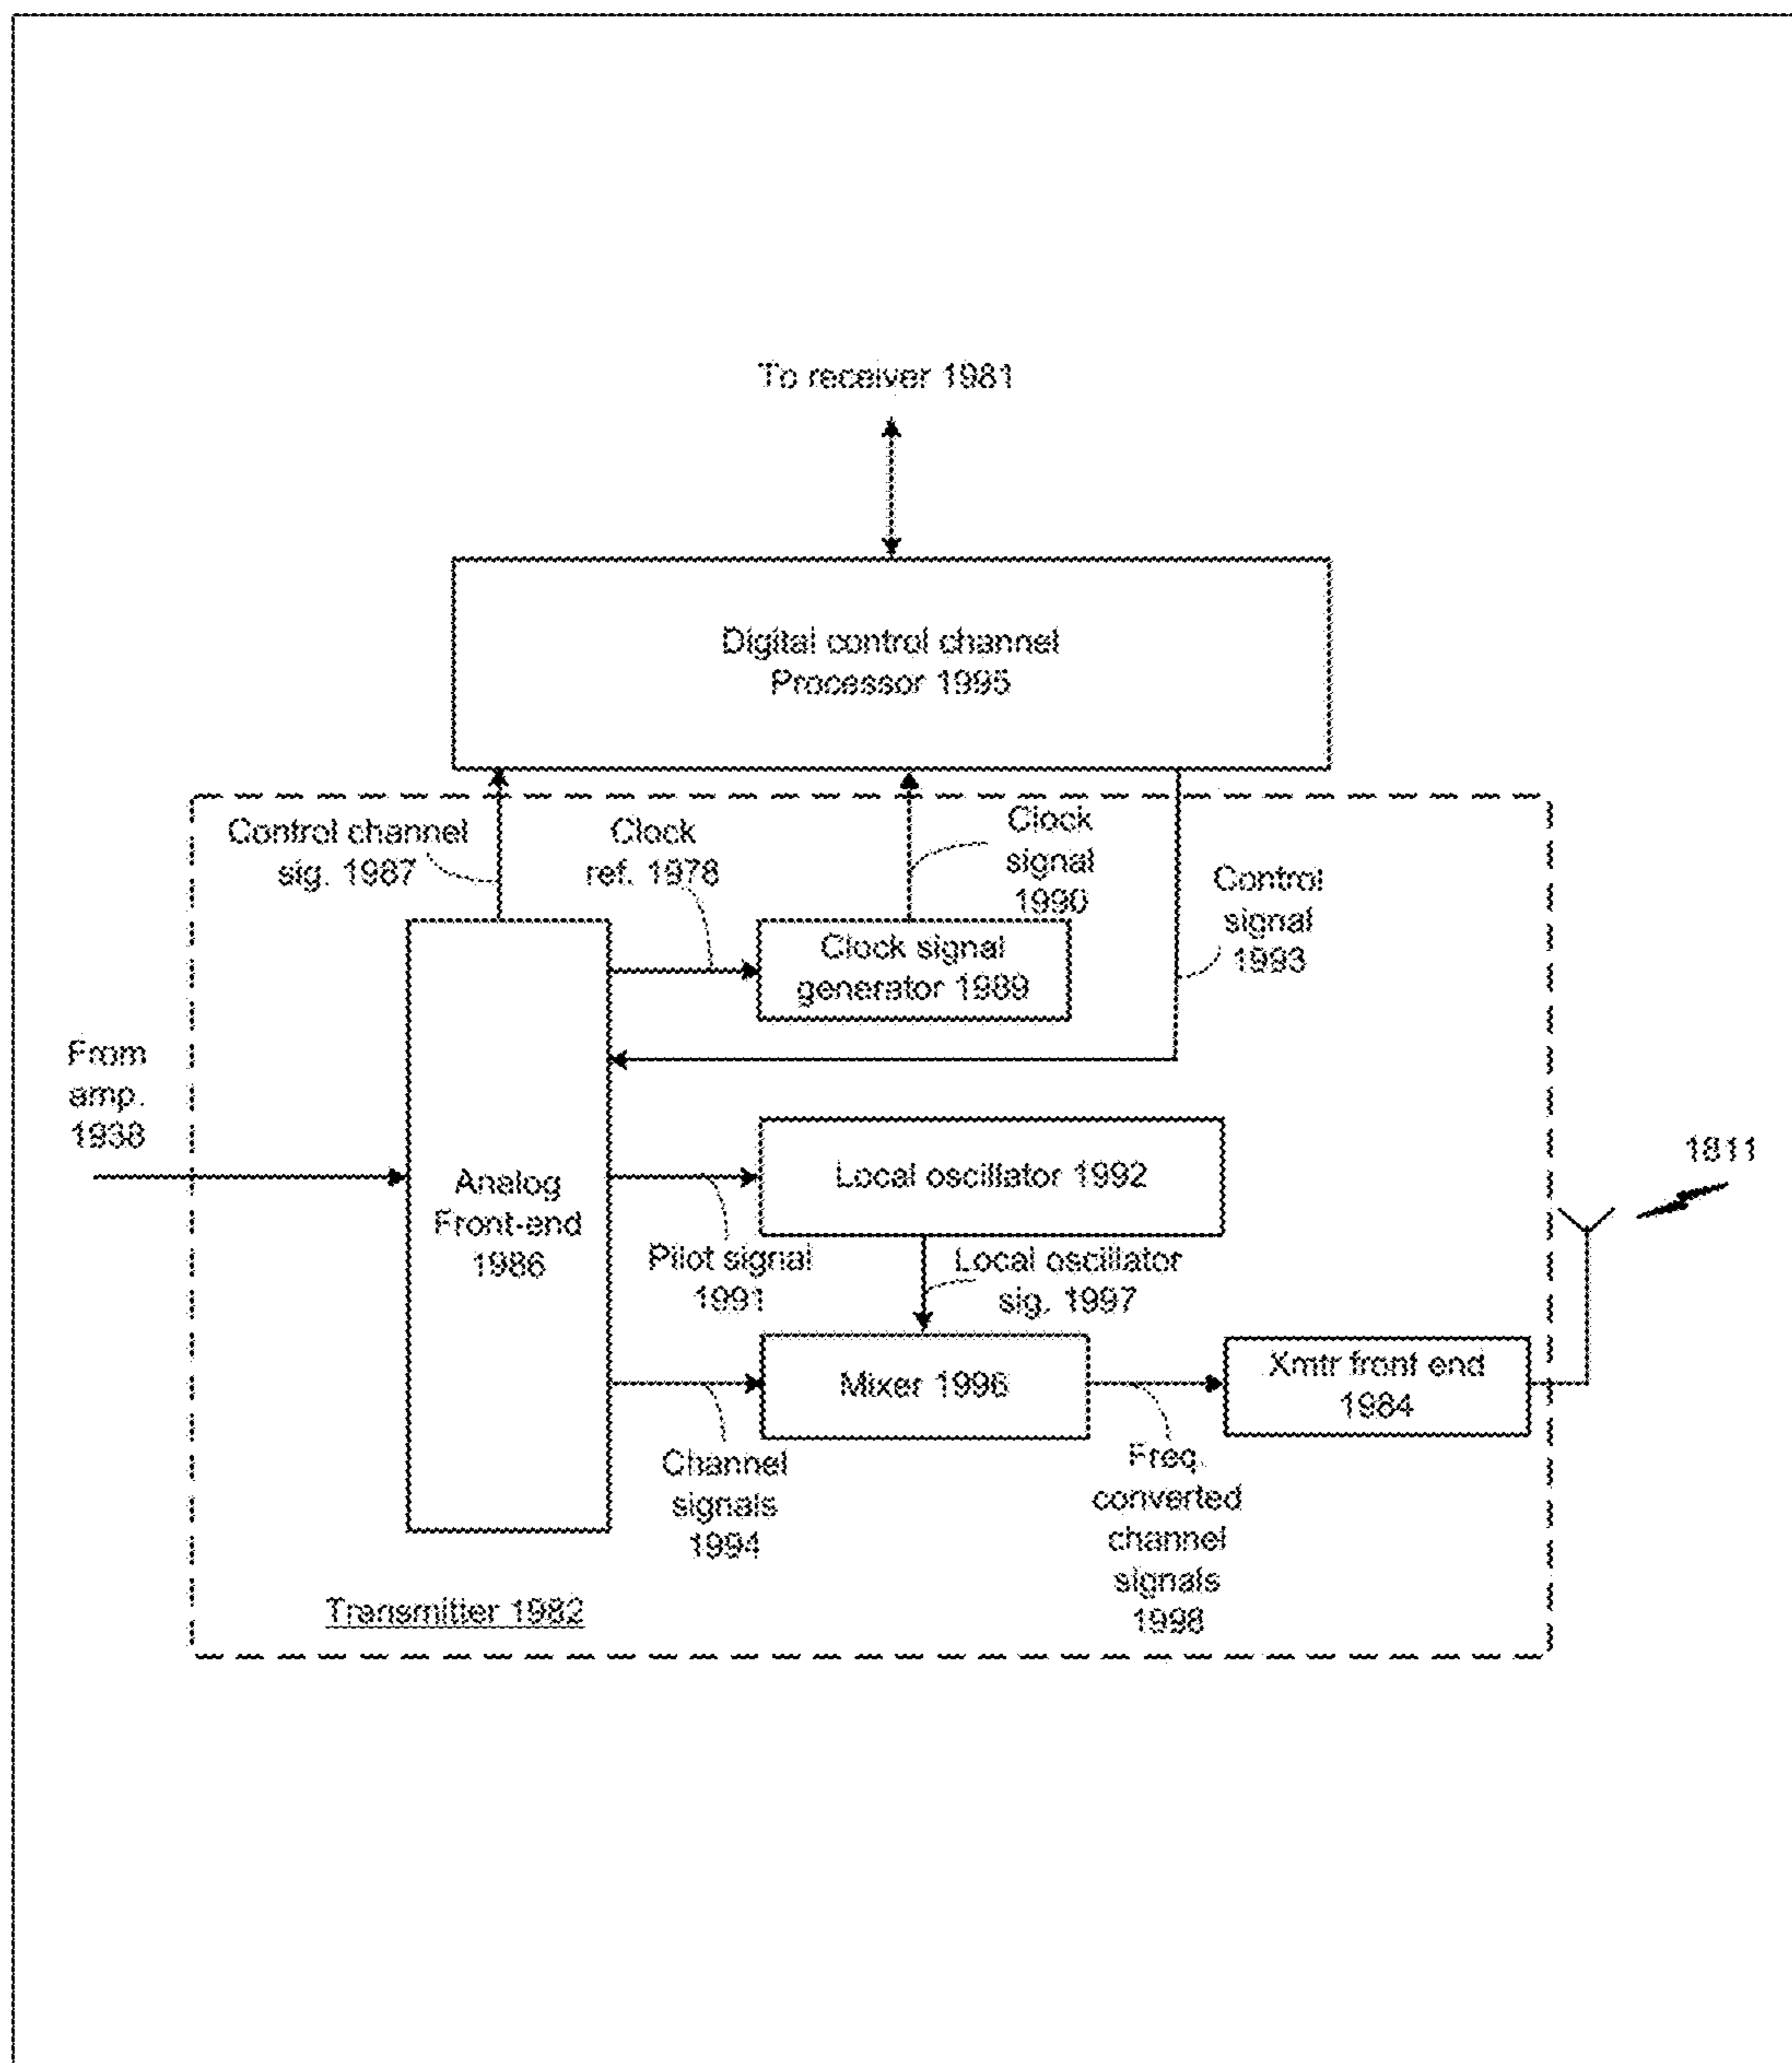 To receiver 1981
Digital control channel
Processor 1995
Control channel
sig. 1987
Clock
ref. 1978
Clock
signal
1990
Control
signal
1993
Clock signal
generator 1989
From
amp.
1938
Analog
Front-end
1986
Local oscillator 1992
1811
Pilot signal
1991
Local oscillator
sig. 1997
Mixer 1996
Xmtr front end
1984
Channel
signals
1994
Freq.
converted
channel
signals
1998
Transmitter 1982